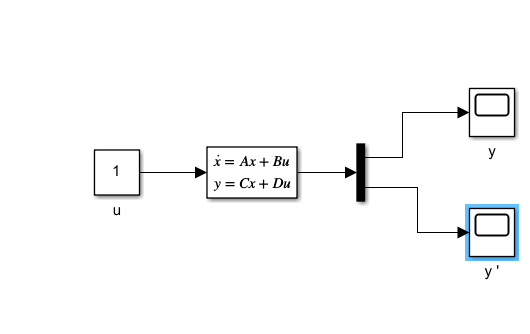 y
1
ẋ = Ax + Bu
y = Cx + Du
u
y '